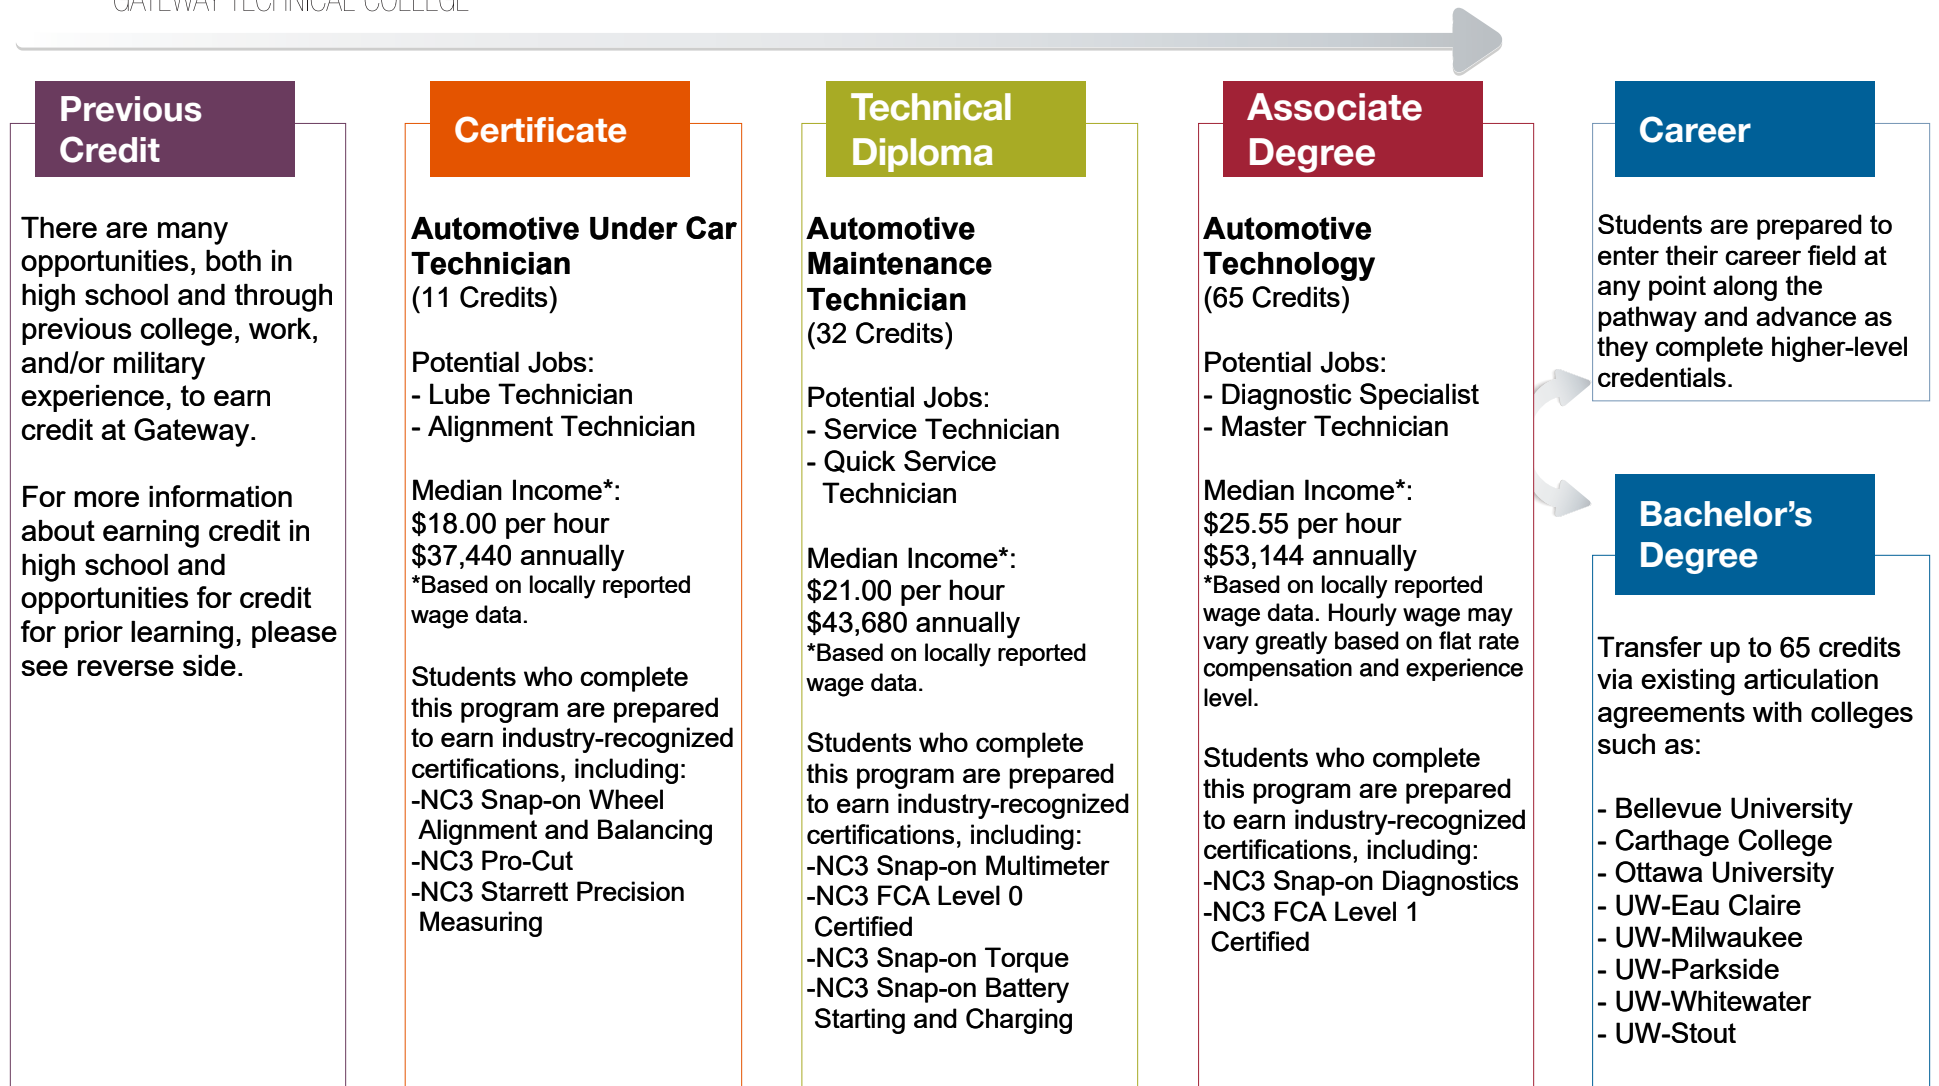 GATEWAY TECHNICAL COLLEGE
Previous
Credit
There are many
opportunities, both in
high school and through
previous college, work,
and/or military
experience, to earn
credit at Gateway.
For more information
about earning credit in
high school and
opportunities for credit
for prior learning, please
see reverse side.
Certificate
Automotive Under Car
Technician
(11 Credits)
Potential Jobs:
- Lube Technician
- Alignment Technician
Median Income*:
$18.00 per hour
$37,440 annually
*Based on locally reported
wage data.
Students who complete
this program are prepared
to earn industry-recognized
certifications, including:
-NC3 Snap-on Wheel
Alignment and Balancing
-NC3 Pro-Cut
-NC3 Starrett Precision
Measuring
Technical
Diploma
Automotive
Maintenance
Technician
(32 Credits)
Potential Jobs:
- Service Technician
- Quick Service
Technician
Median Income*:
$21.00 per hour
$43,680 annually
*Based on locally reported
wage data.
Students who complete
this program are prepared
to earn industry-recognized
certifications, including:
-NC3 Snap-on Multimeter
-NC3 FCA Level 0
Certified
-NC3 Snap-on Torque
-NC3 Snap-on Battery
Starting and Charging
Associate
Degree
Automotive
Technology
(65 Credits)
Potential Jobs:
- Diagnostic Specialist
- Master Technician
Median Income*:
$25.55 per hour
$53,144 annually
*Based on locally reported
wage data. Hourly wage may
vary greatly based on flat rate
compensation and experience
level.
Students who complete
this program are prepared
to earn industry-recognized
certifications, including:
-NC3 Snap-on Diagnostics
-NC3 FCA Level 1
Certified
Career
Students are prepared to
enter their career field at
any point along the
pathway and advance as
they complete higher-level
credentials.
Bachelor’s
Degree
Transfer up to 65 credits
via existing articulation
agreements with colleges
such as:
- Bellevue University
- Carthage College
- Ottawa University
- UW-Eau Claire
- UW-Milwaukee
- UW-Parkside
- UW-Whitewater
- UW-Stout